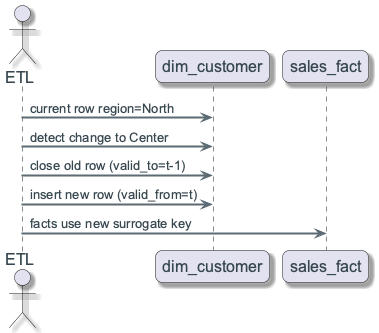 ETL
dim_customer
sales_fact
current row region=North
detect change to Center
close old row (valid_to=t-1)
insert new row (valid_from=t)
facts use new surrogate key
ETL
dim_customer
sales_fact